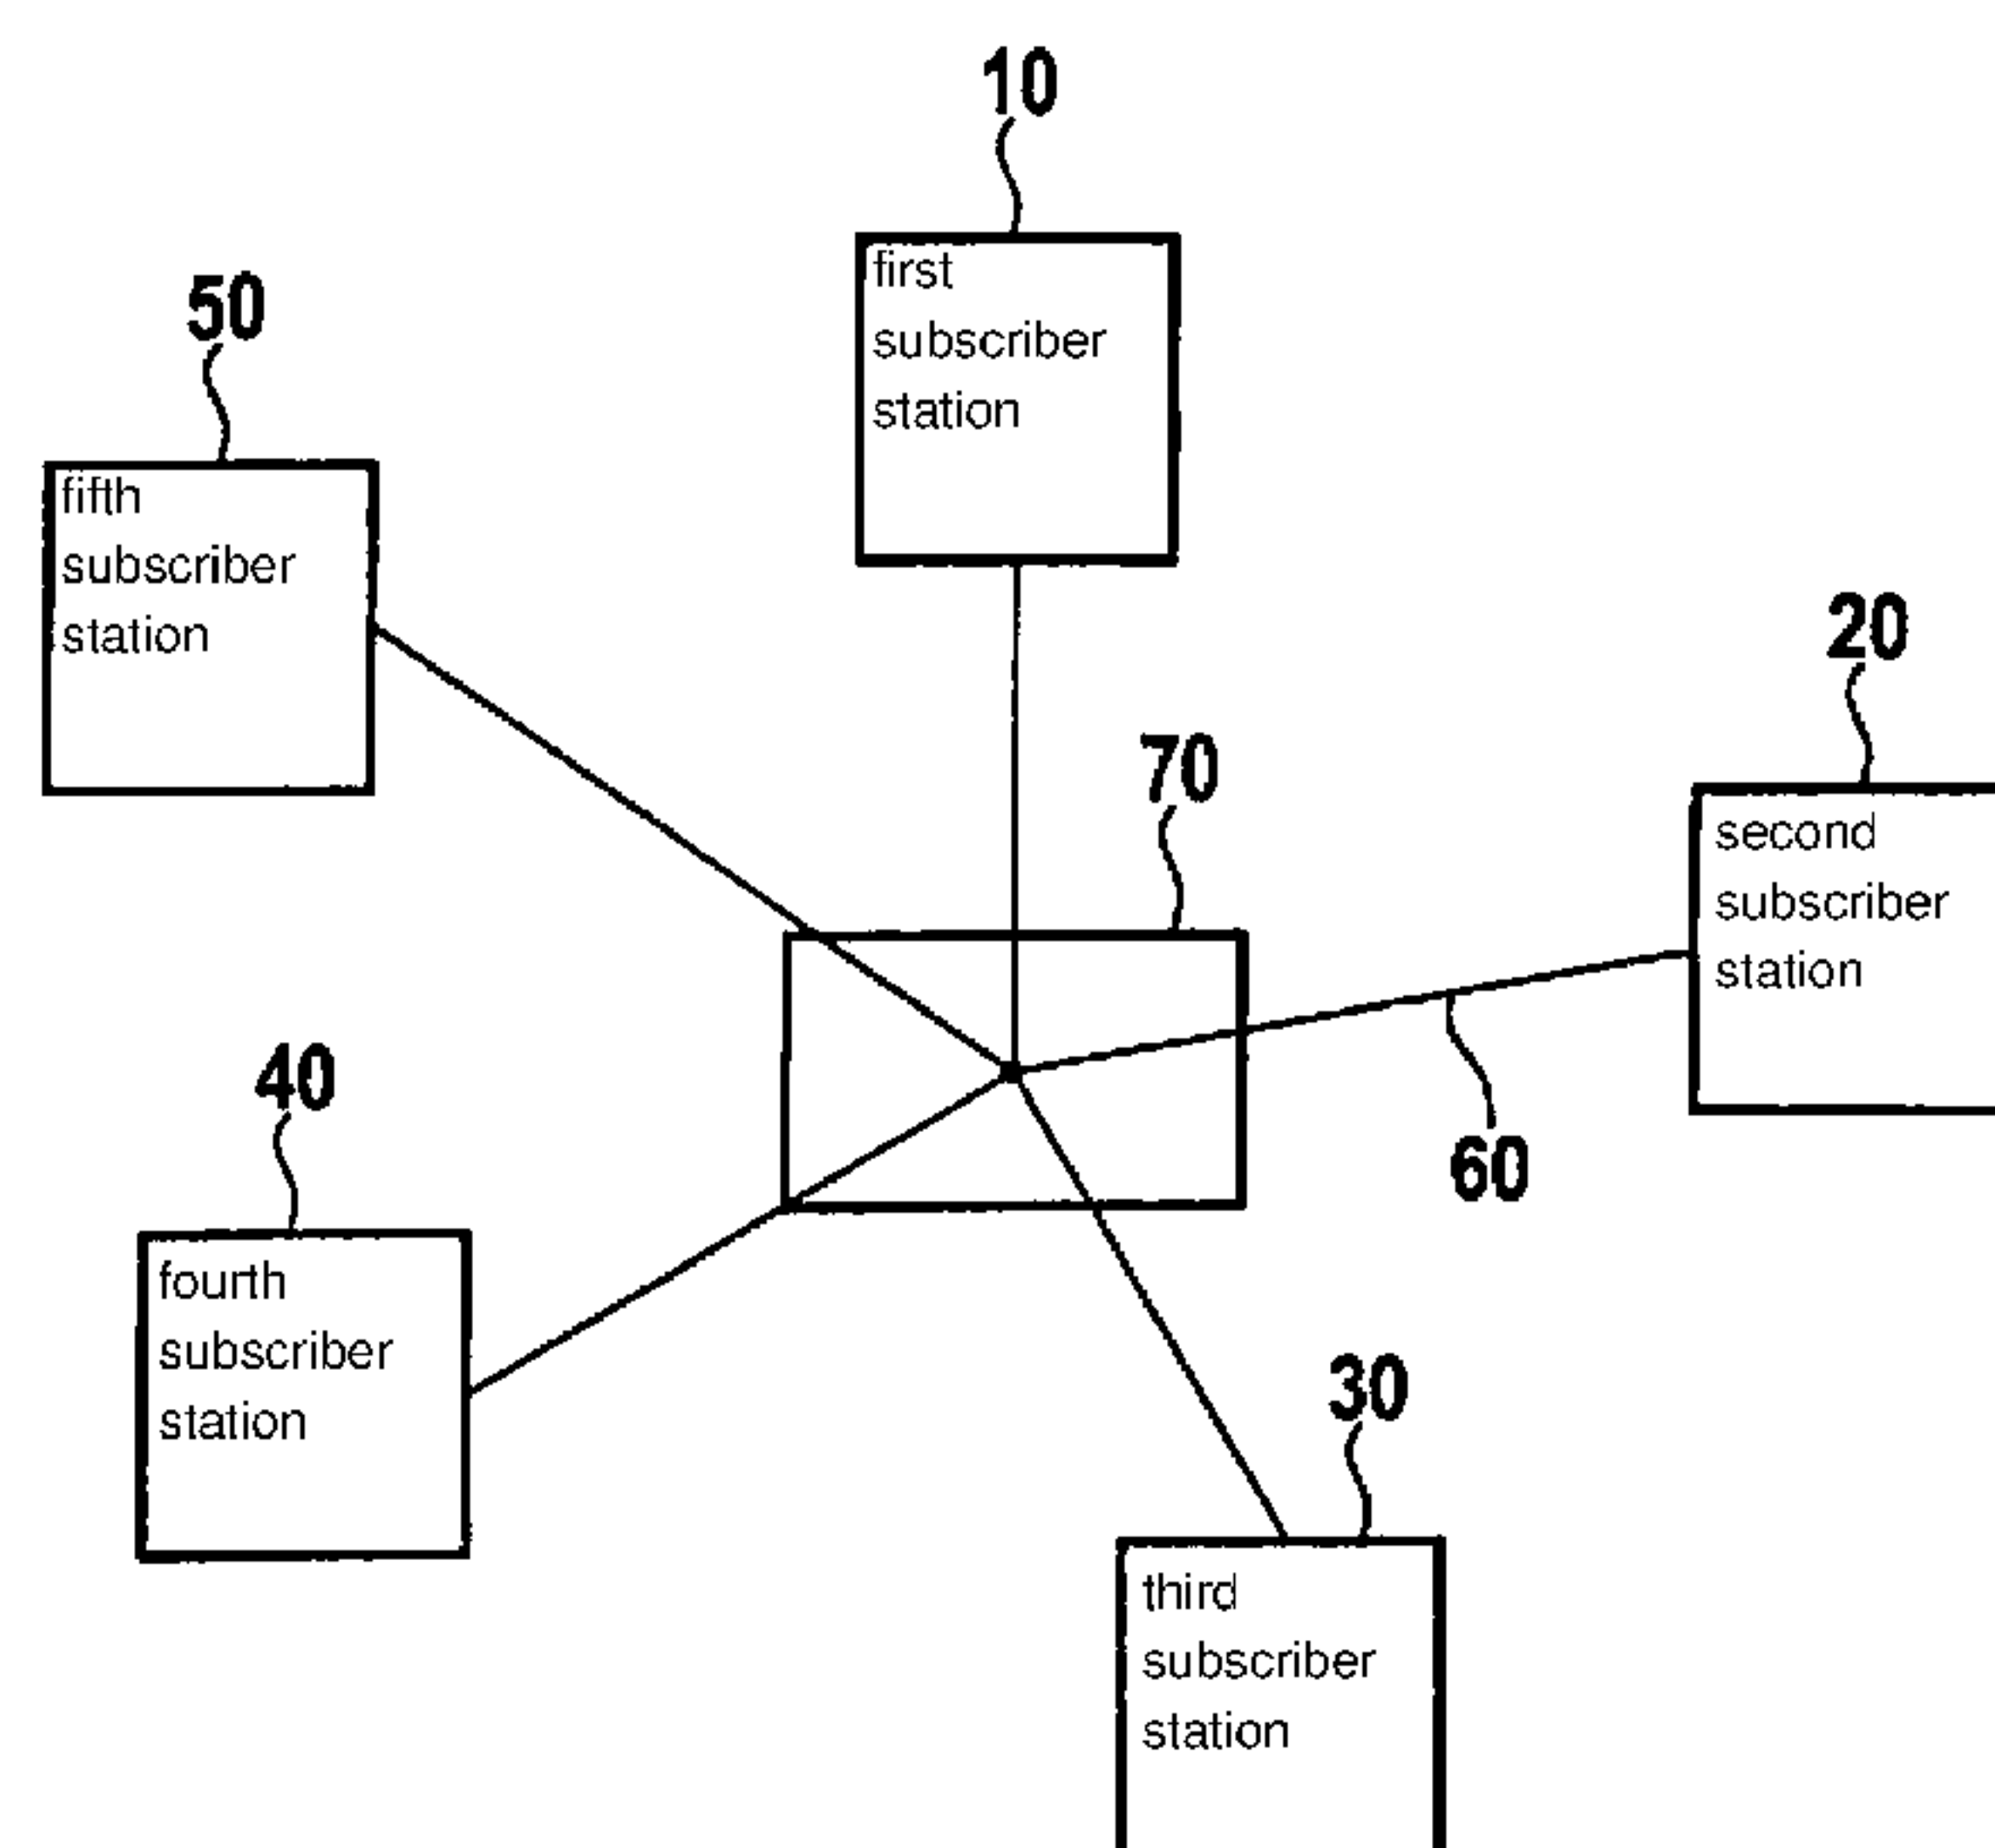 10
first
subscriber
station
50
fifth
subscriber
station
20
second
subscriber
station
70
60
40
fourth
subscriber
station
30
third
subscriber
station